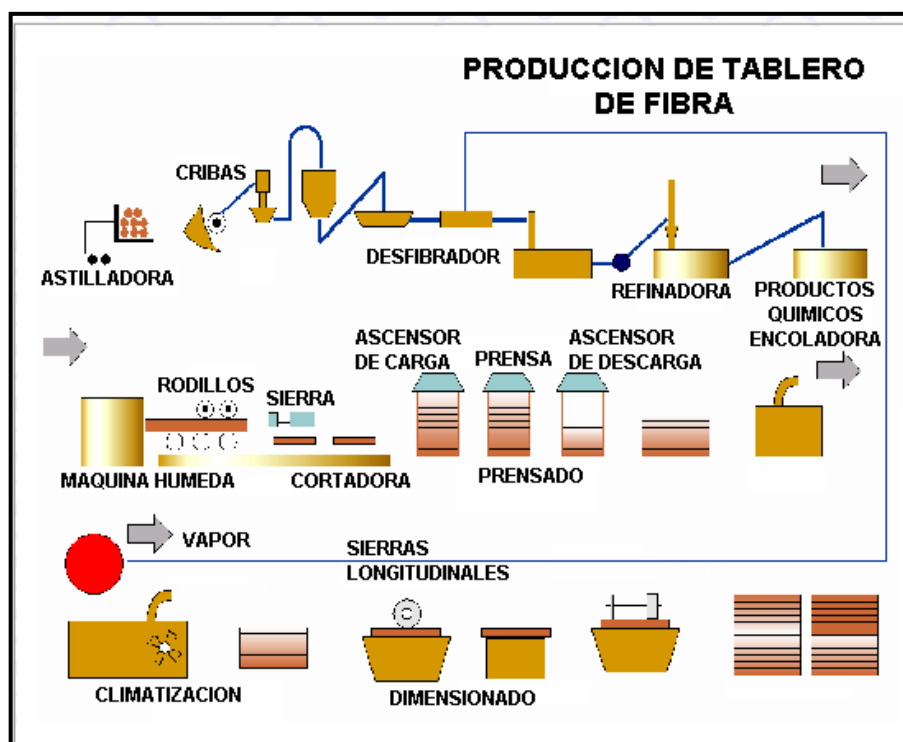 PRODUCCION DE TABLERO
DE FIBRA
CRIBAS
ASTILLADORA
DESFIBRADOR
REFINADORA
PRODUCTOS
QUIMICOS
ENCOLADORA
ASCENSOR
DE CARGA
PRENSA
ASCENSOR
DE DESCARGA
RODILLOS
SIERRA
MAQUINA HUMEDA
CORTADORA
PRENSADO
VAPOR
SIERRAS
LONGITUDINALES
CLIMATIZACION
DIMENSIONADO